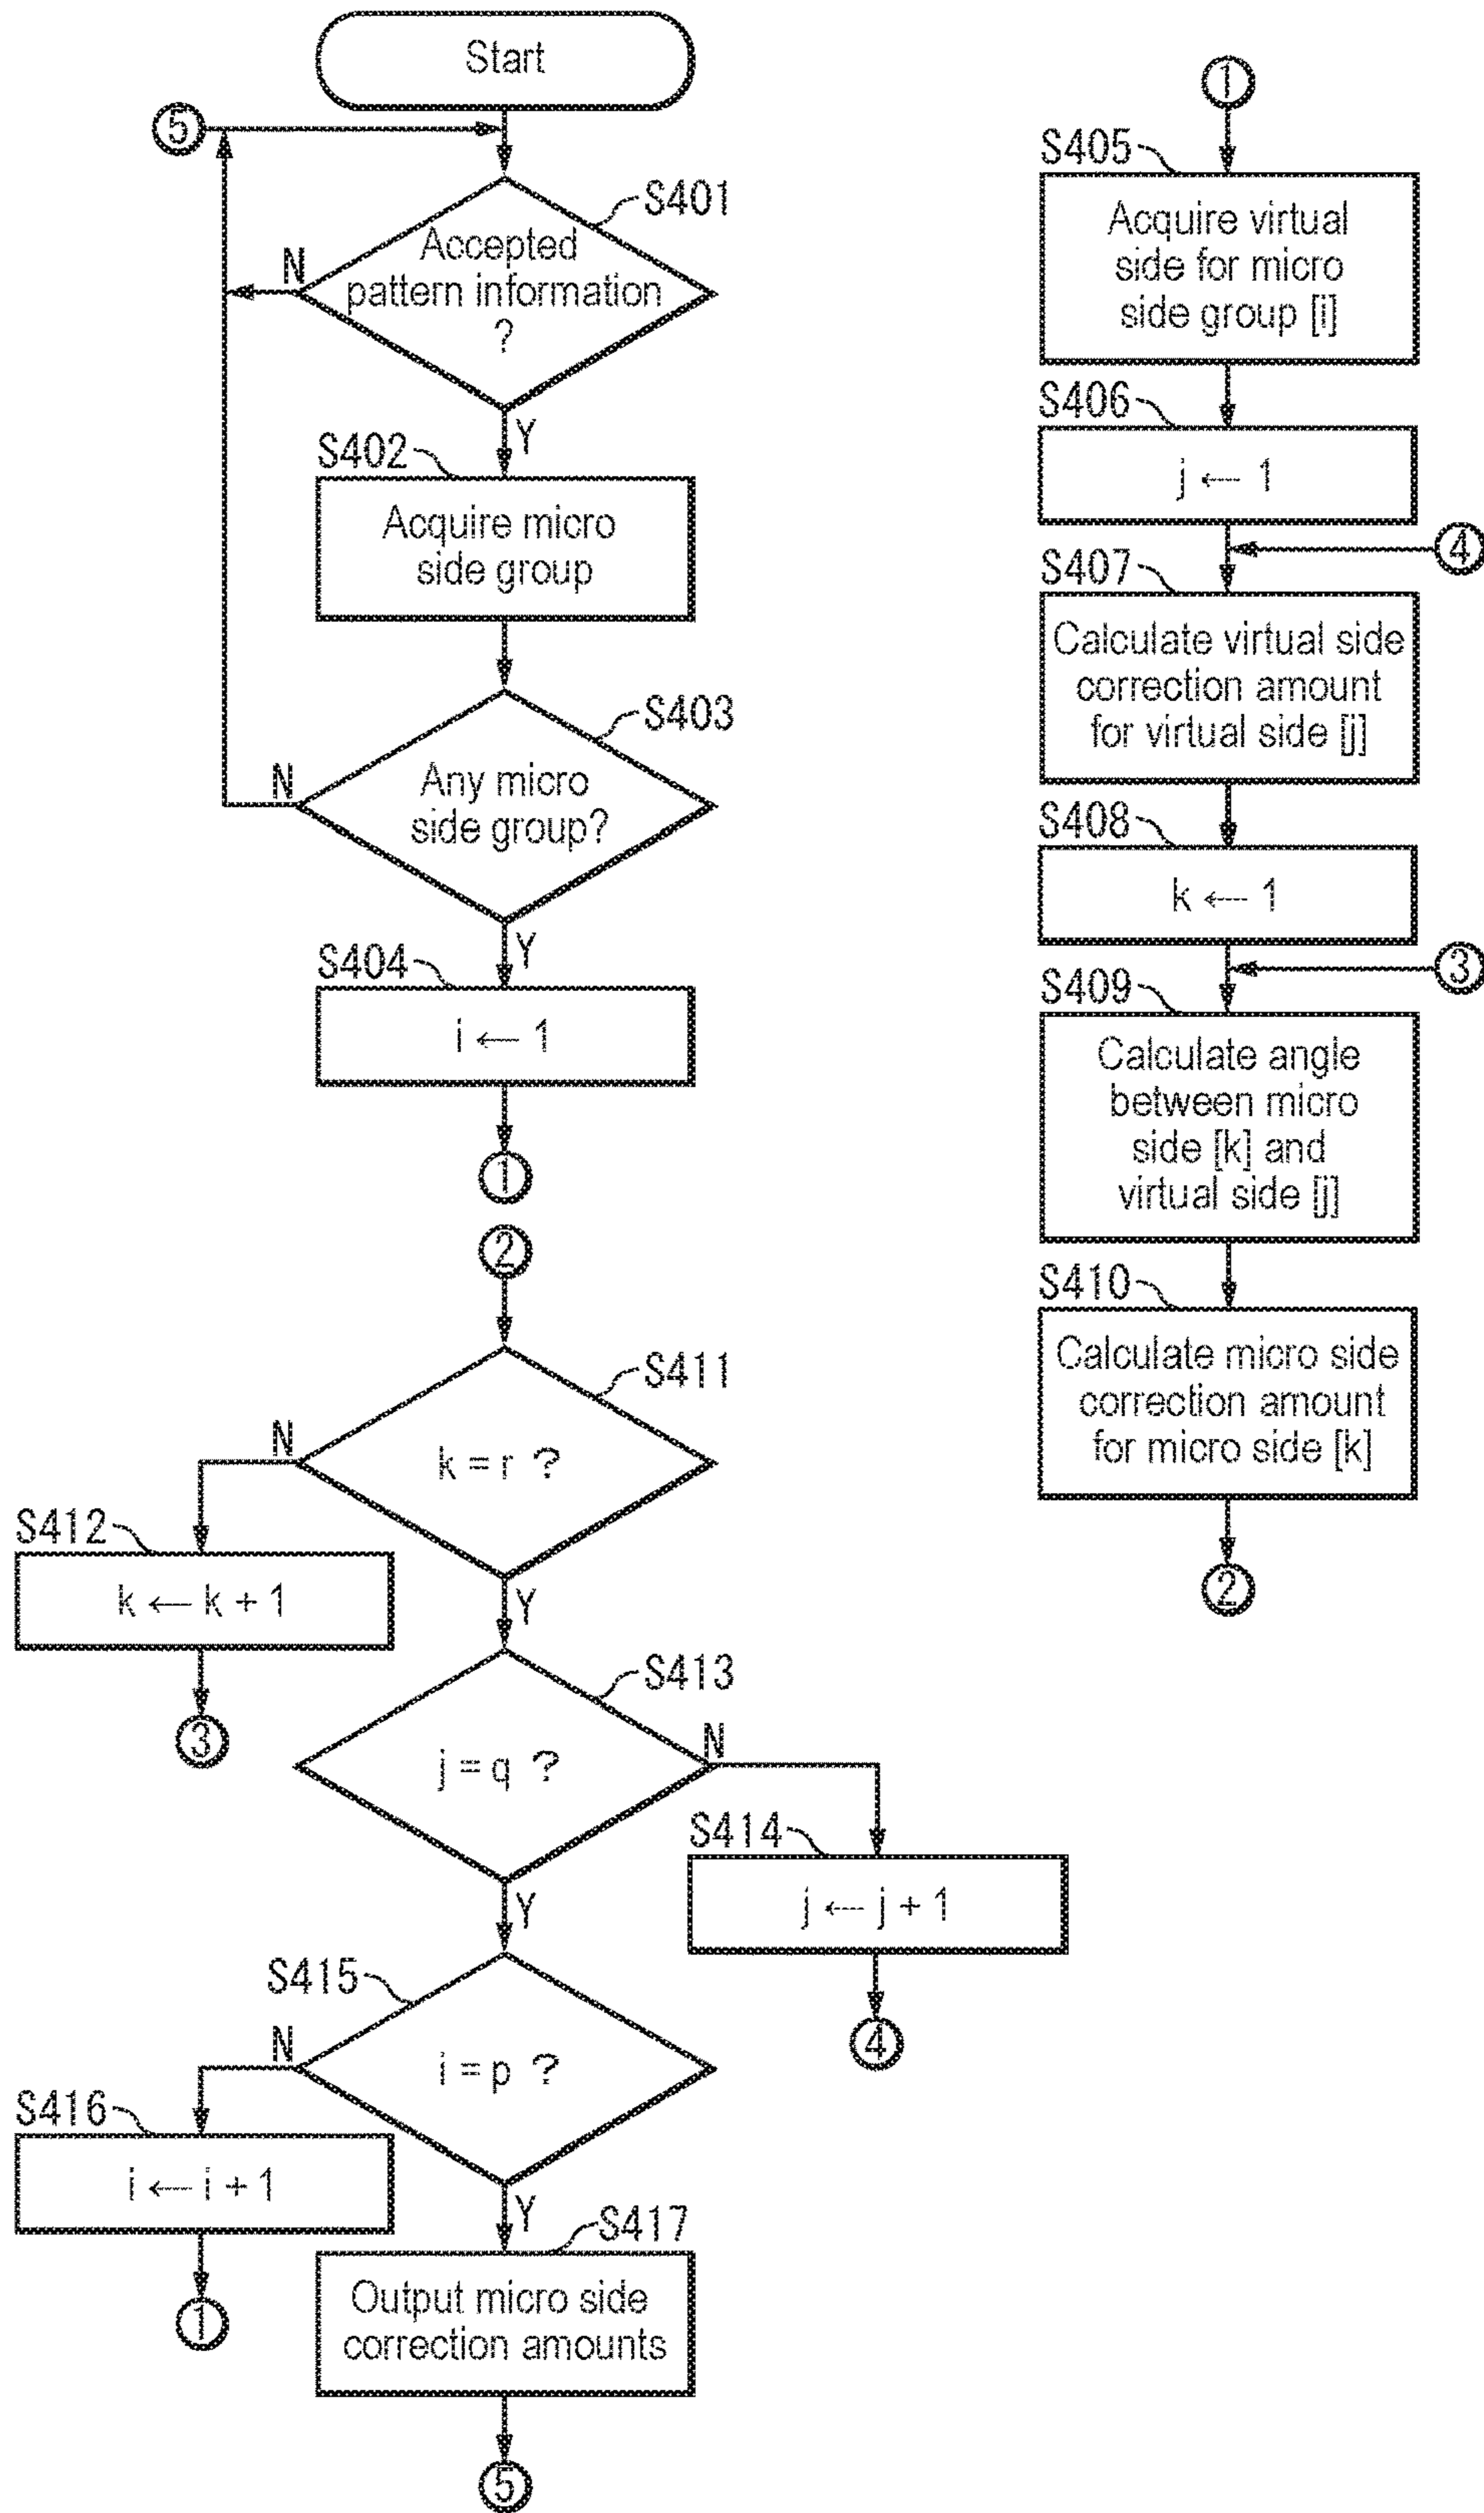 Start
5
S401
Accepted
pattern information
?
N
Y
S402
Acquire micro
side group
S403
Any micro
side group?
N
Y
S404
i ← 1
1
2
S411
k = r ?
N
Y
S412
k ← k + 1
3
S413
j = q ?
N
Y
S414
j ← j + 1
4
S415
i = p ?
N
Y
S416
i ← i + 1
1
S417
Output micro side
correction amounts
5
1
S405
Acquire virtual
side for micro
side group [i]
S406
j ← 1
4
S407
Calculate virtual side
correction amount
for virtual side [j]
S408
k ← 1
3
S409
Calculate angle
between micro
side [k] and
virtual side [j]
S410
Calculate micro side
correction amount
for micro side [k]
2